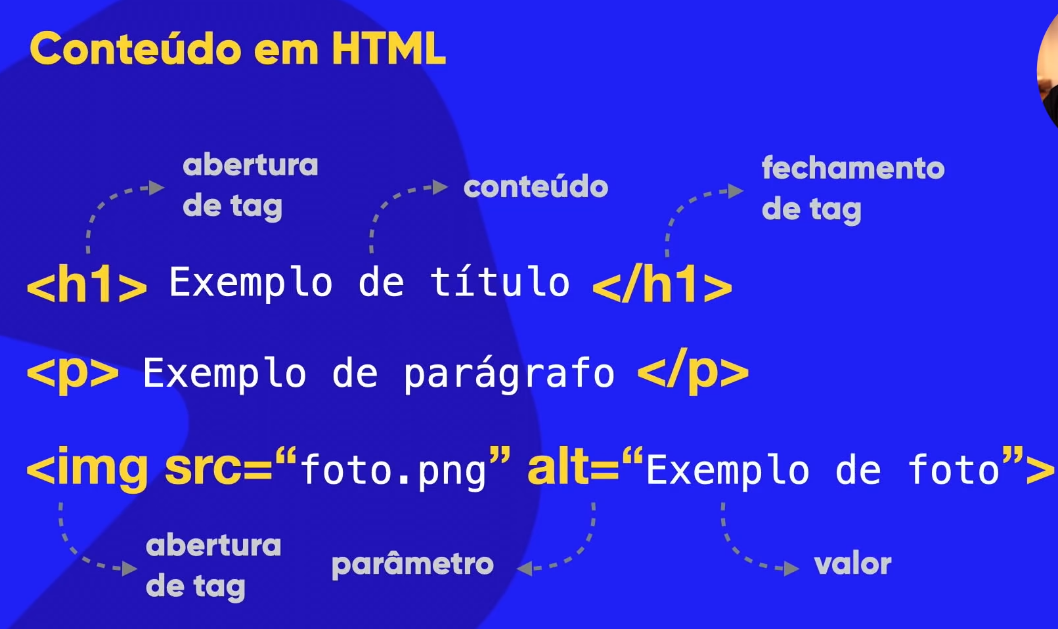 Conteúdo em HTML
abertura
de tag
conteúdo
fechamento
de tag
<h1> Exemplo de título </h1>
<p> Exemplo de parágrafo </p>
<img src=“foto.png” alt=“Exemplo de foto”>
abertura
de tag
parâmetro
valor